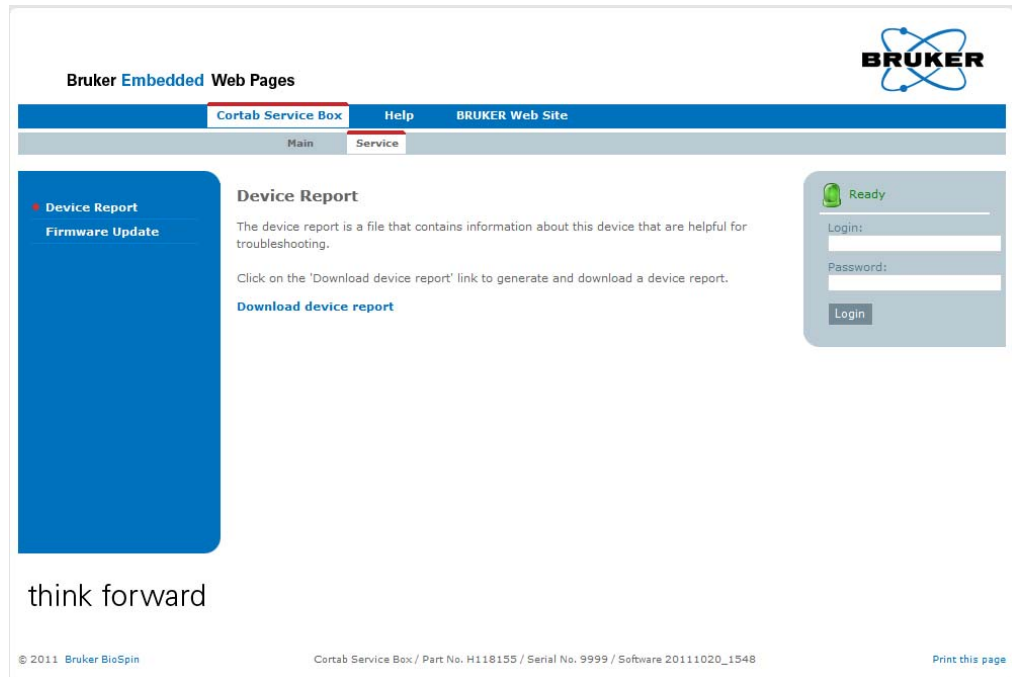 BRUKER
Bruker Embedded Web Pages
Cortab Service Box Help BRUKER Web Site
Main Service
Device Report
Firmware Update
Device Report
The device report is a file that contains information about this device that are helpful for
troubleshooting.
Click on the 'Download device report' link to generate and download a device report.
Download device report
Ready
Login:
Password:
Login
think forward
© 2011 Bruker BioSpin Cortab Service Box / Part No. H118155 / Serial No. 9999 / Software 20111020_1548 Print this page